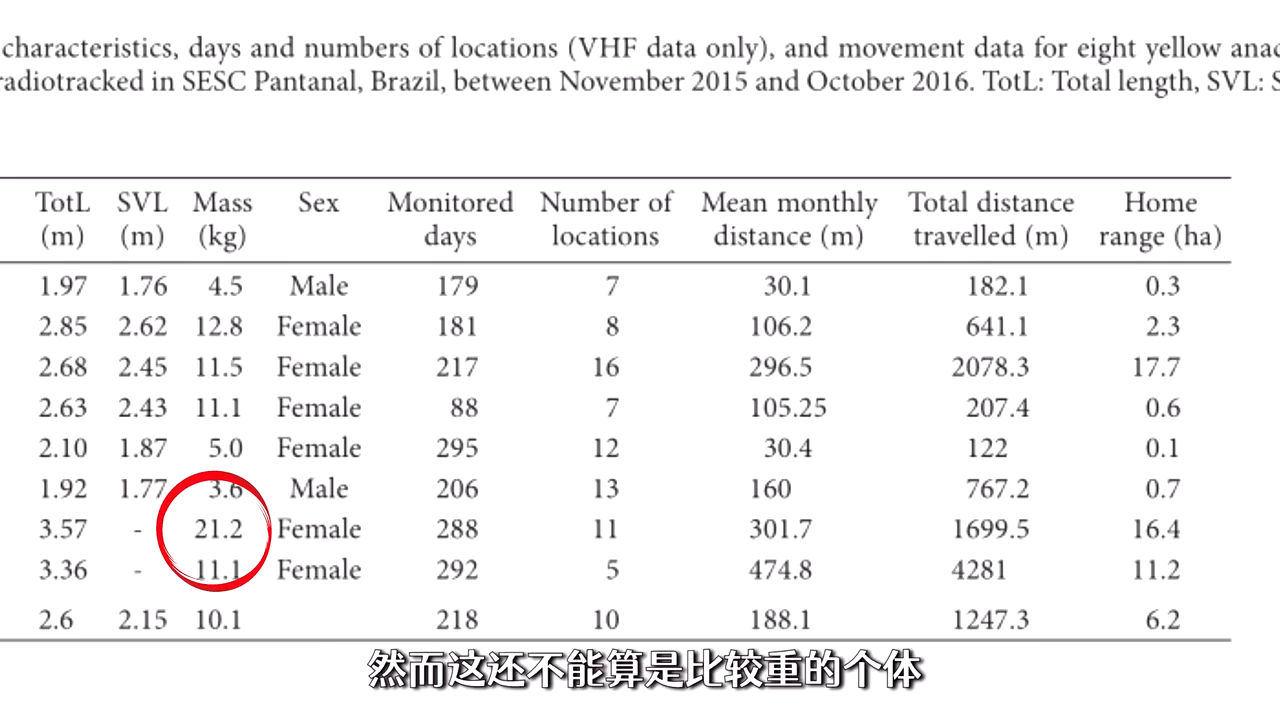 characteristics, days and numbers of locations (VHF data only), and movement data for eight yellow anac
radiotracked in SESC Pantanal, Brazil, between November 2015 and October 2016. TotL: Total length, SVL: S
TotL SVL Mass Sex Monitored Number of Mean monthly Total distance Home
(m) (m) (kg) days locations distance (m) travelled (m) range (ha)
1.97 1.76 4.5 Male 179 7 30.1 182.1 0.3
2.85 2.62 12.8 Female 181 8 106.2 641.1 2.3
2.68 2.45 11.5 Female 217 16 296.5 2078.3 17.7
2.63 2.43 11.1 Female 88 7 105.25 207.4 0.6
2.10 1.87 5.0 Female 295 12 30.4 122 0.1
1.92 1.77 3.6 Male 206 13 160 767.2 0.7
3.57 - 21.2 Female 288 11 301.7 1699.5 16.4
3.36 - 11.1 Female 292 5 474.8 4281 11.2
2.6 2.15 10.1 218 10 188.1 1247.3 6.2
然而这还不能算是比较重的个体